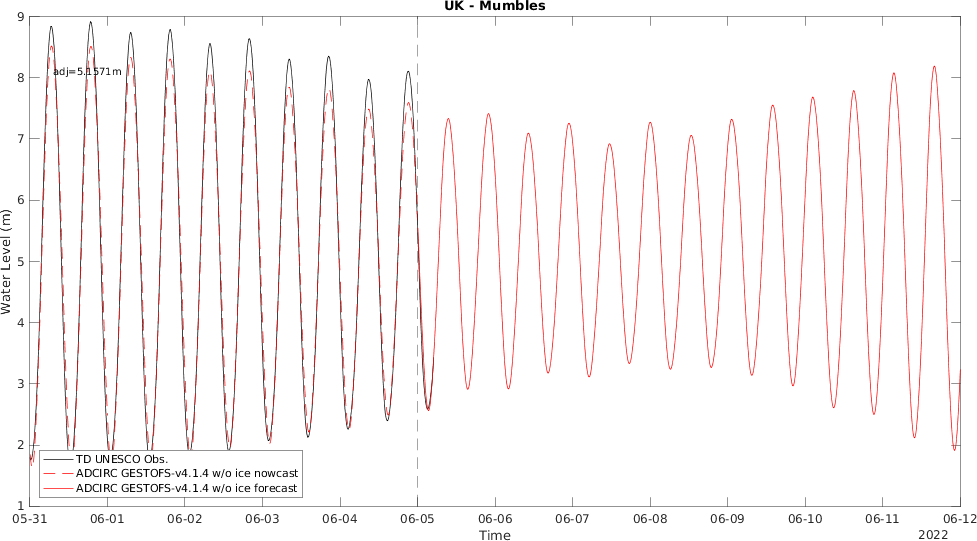 UK - Mumbles
Water Level (m)
9
8
7
6
5
4
3
2
1
adj=5.1571m
TD UNESCO Obs.
ADCIRC GESTOFS-v4.1.4 w/o ice nowcast
ADCIRC GESTOFS-v4.1.4 w/o ice forecast
05-31 06-01 06-02 06-03 06-04 06-05 06-06 06-07 06-08 06-09 06-10 06-11 06-12
Time
2022